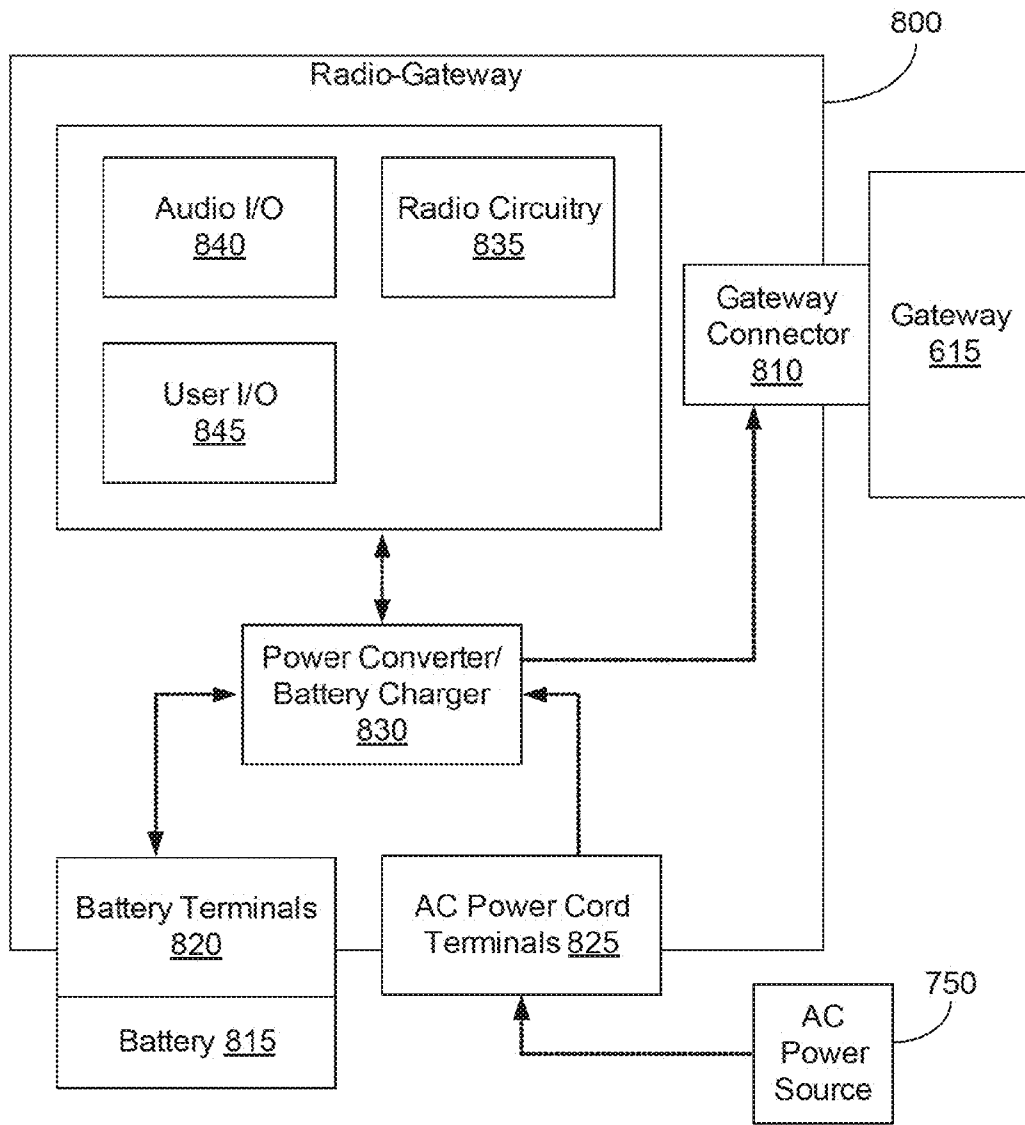 800
Radio-Gateway
Audio I/O
840
Radio Circuitry
835
User I/O
845
Gateway
Connector
810
Gateway
615
Power Converter/
Battery Charger
830
Battery Terminals
820
Battery 815
AC Power Cord
Terminals 825
750
AC
Power
Source